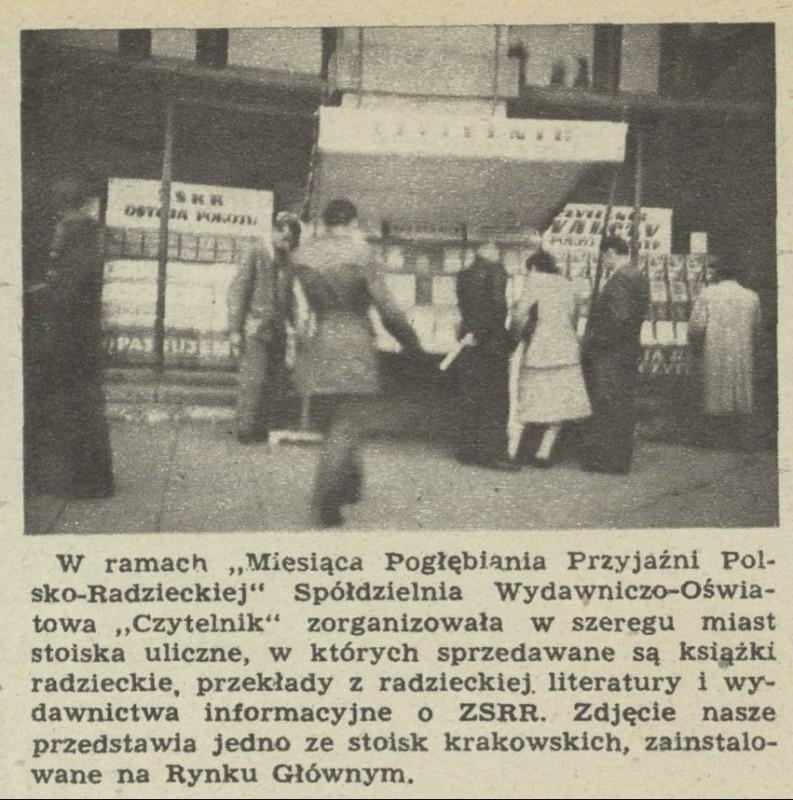 OSTOJA POKOJU
W ramach „Miesiąca Pogłębiania Przyjaźni Pol-
sko-Radzieckiej“ Spółdzielnia Wydawniczo-Oświa-
towa „Czytelnik“ zorganizowała w szeregu miast
stoiska uliczne, w których sprzedawane są książki
radzieckie, przekłady z radzieckiej literatury i wy-
dawnictwa informacyjne o ZSRR. Zdjęcie nasze
przedstawia jedno ze stoisk krakowskich, zainstalo-
wane na Rynku Głównym.